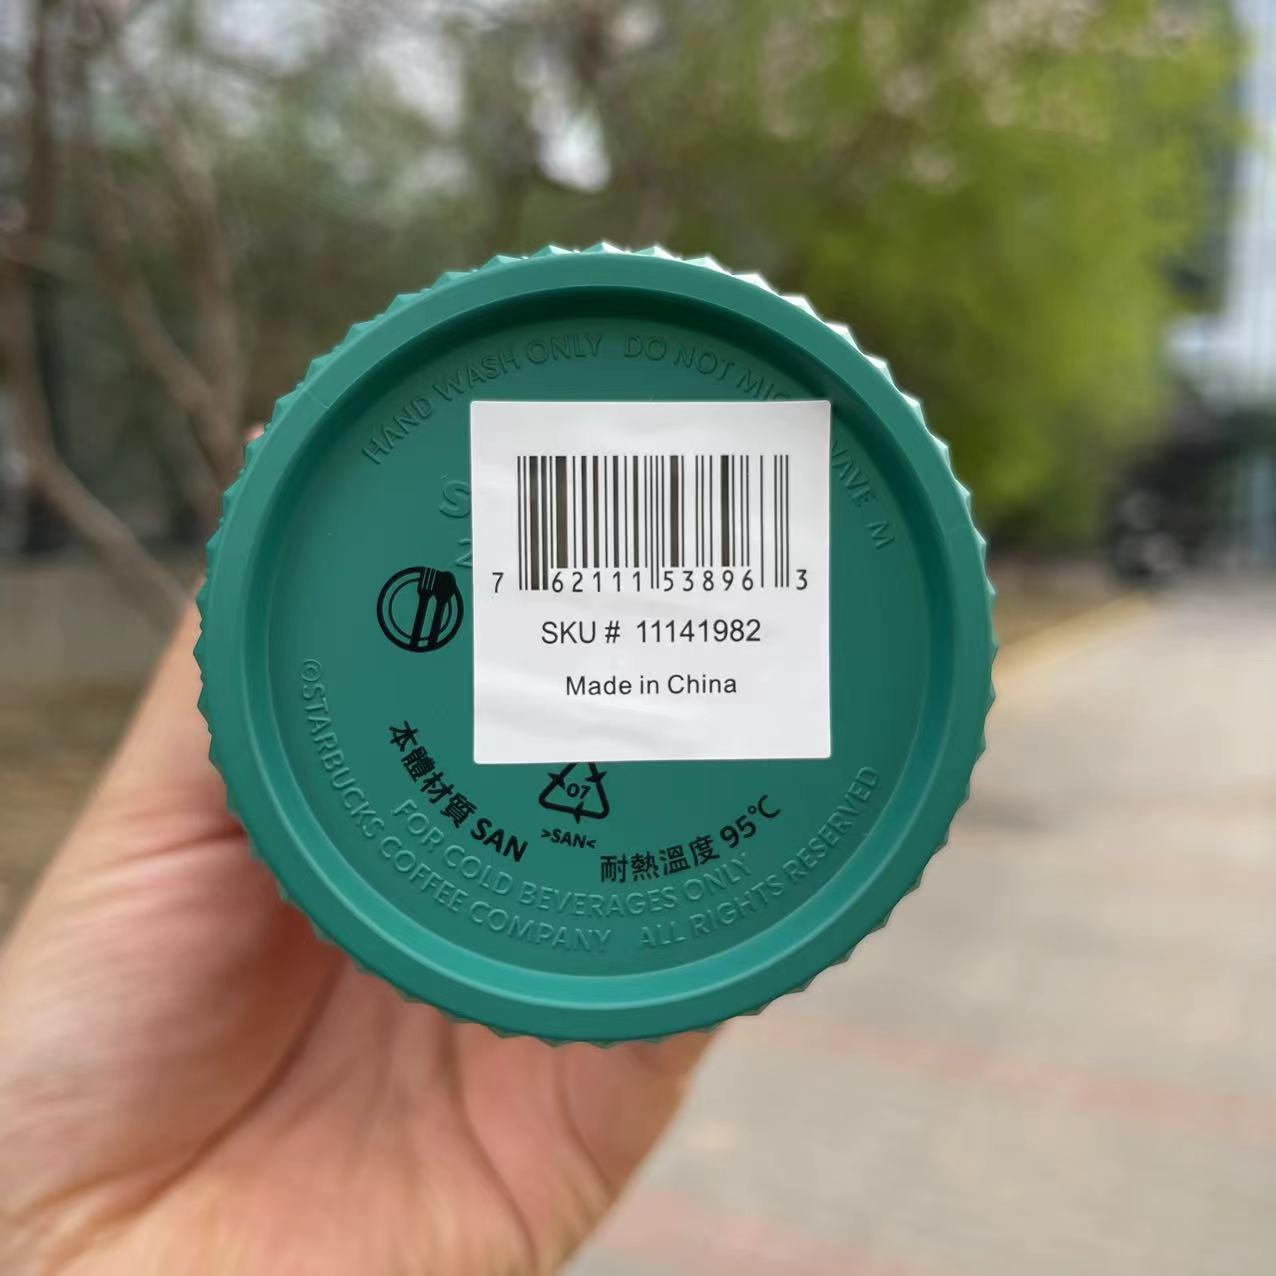 HAND WASH ONLY DO NOT
7 62111 53896 3
SKU # 11141982
Made in China
07
>SAN<
本體材質 SAN
耐熱溫度 95°C
FOR COLD BEVERAGES ONLY
©STARBUCKS COFFEE COMPANY ALL RIGHTS RESERVED